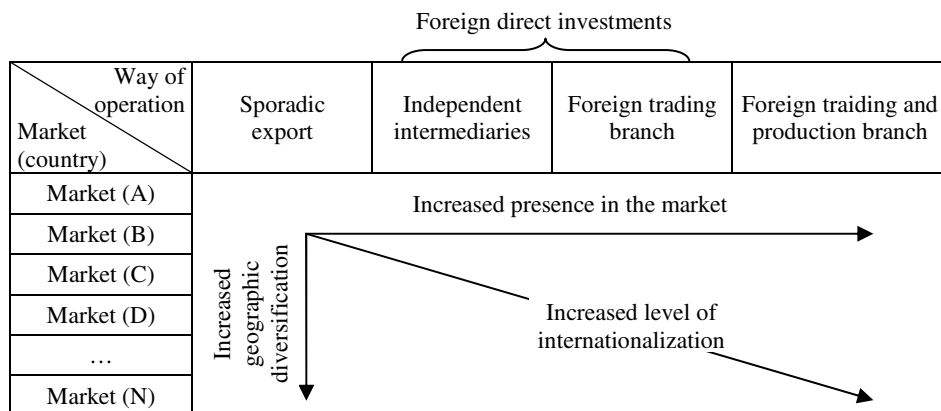 Foreign direct investments
Way of
operation
Market
(country)
Sporadic
export
Independent
intermediaries
Foreign trading
branch
Foreign traiding and
production branch
Market (A)
Market (B)
Market (C)
Market (D)
…
Market (N)
Increased presence in the market
Increased
geographic
diversification
Increased level of
internationalization